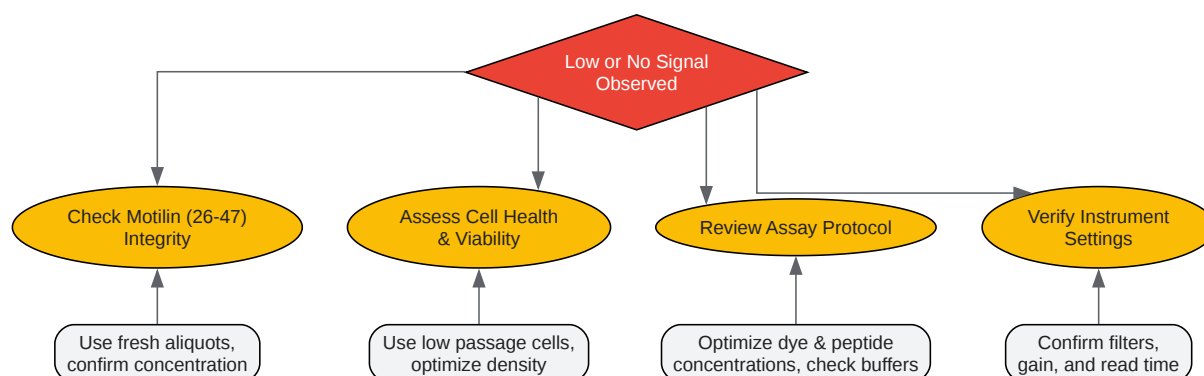 Low or No Signal
Observed
Check Motilin (26-47)
Integrity
Assess Cell Health
& Viability
Review Assay Protocol
Verify Instrument
Settings
Use fresh aliquots,
confirm concentration
Use low passage cells,
optimize density
Optimize dye & peptide
concentrations, check buffers
Confirm filters,
gain, and read time